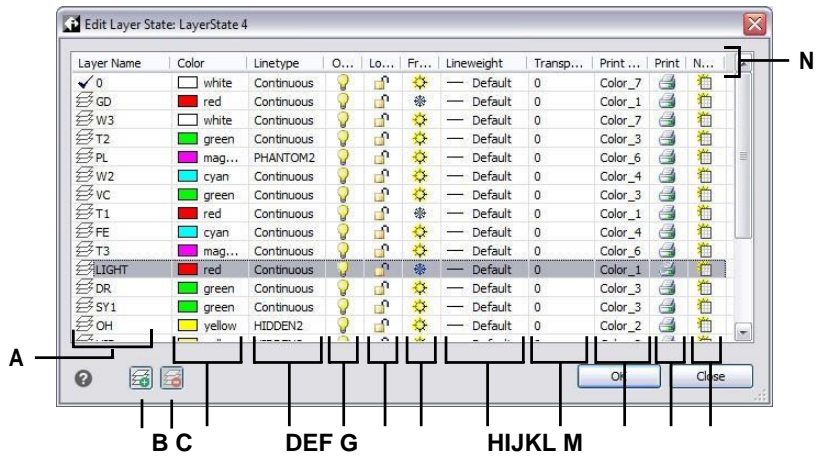 Edit Layer State: LayerState 4
Layer Name Color Linetype O... Lo... Fr... Lineweight Transp... Print ... Print N...
N
0 white Continuous Default 0 Color_7
GD red Continuous Default 0 Color_1
W3 white Continuous Default 0 Color_7
T2 green Continuous Default 0 Color_3
PL mag... PHANTOM2 Default 0 Color_6
W2 cyan Continuous Default 0 Color_4
VC green Continuous Default 0 Color_3
T1 red Continuous Default 0 Color_1
FE cyan Continuous Default 0 Color_4
T3 mag... Continuous Default 0 Color_6
LIGHT red Continuous Default 0 Color_1
DR green Continuous Default 0 Color_3
SY1 green Continuous Default 0 Color_3
OH yellow HIDDEN2 Default 0 Color_2
A
OK Close
B C DEF G HIJKL M